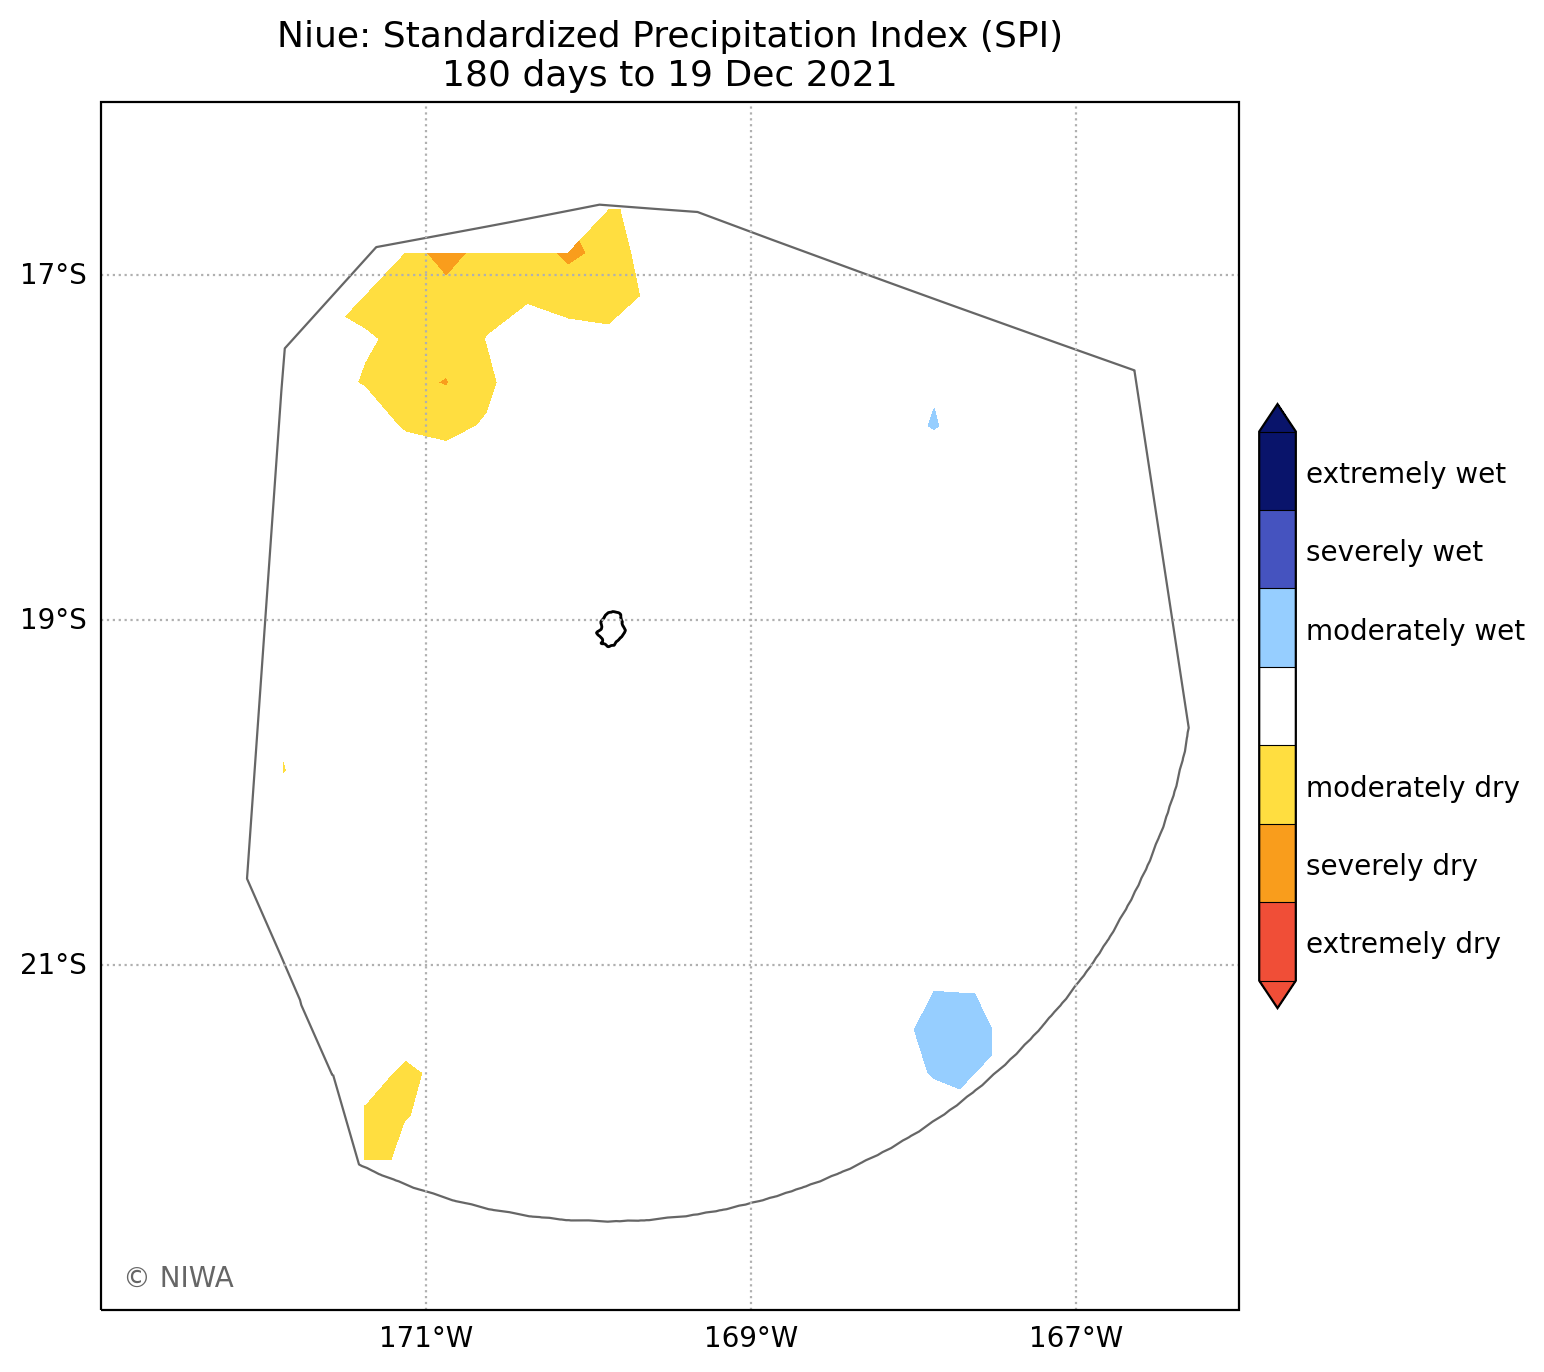 Niue: Standardized Precipitation Index (SPI)
180 days to 19 Dec 2021
17°S
19°S
21°S
171°W
169°W
167°W
extremely wet
severely wet
moderately wet
moderately dry
severely dry
extremely dry
© NIWA